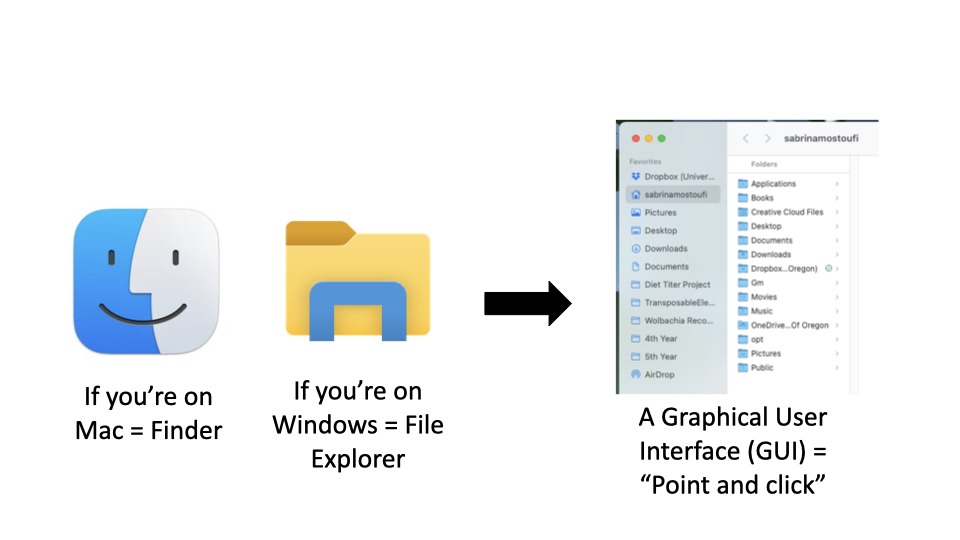 If you're on
Mac = Finder
If you're on
Windows = File
Explorer
sabrinamostoufi
Favorites
Dropbox (Univer...
sabrinamostoufi
Pictures
Desktop
Downloads
Documents
Diet Titer Project
TransposableEle...
Wolbachia Reco...
4th Year
5th Year
AirDrop
Folders
Applications
Books
Creative Cloud Files
Desktop
Documents
Downloads
Dropbox...Oregon)
Gm
Movies
Music
OneDrive...Of Oregon
opt
Pictures
Public
A Graphical User
Interface (GUI) =
“Point and click”